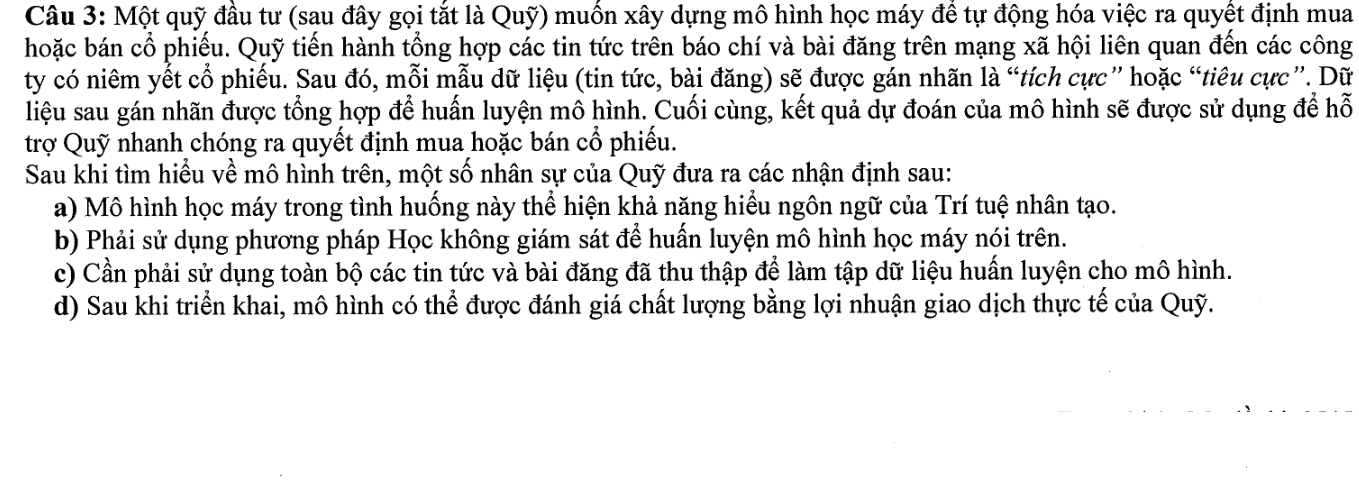 Câu 3: Một quỹ đầu tư (sau đây gọi tắt là Quỹ) muốn xây dựng mô hình học máy để tự động hóa việc ra quyết định mua
hoặc bán cổ phiếu. Quỹ tiến hành tổng hợp các tin tức trên báo chí và bài đăng trên mạng xã hội liên quan đến các công
ty có niêm yết cổ phiếu. Sau đó, mỗi mẫu dữ liệu (tin tức, bài đăng) sẽ được gán nhãn là “tích cực” hoặc “tiêu cực”. Dữ
liệu sau gán nhãn được tổng hợp để huấn luyện mô hình. Cuối cùng, kết quả dự đoán của mô hình sẽ được sử dụng để hỗ
trợ Quỹ nhanh chóng ra quyết định mua hoặc bán cổ phiếu.
Sau khi tìm hiểu về mô hình trên, một số nhân sự của Quỹ đưa ra các nhận định sau:
a) Mô hình học máy trong tình huống này thể hiện khả năng hiểu ngôn ngữ của Trí tuệ nhân tạo.
b) Phải sử dụng phương pháp Học không giám sát để huấn luyện mô hình học máy nói trên.
c) Cần phải sử dụng toàn bộ các tin tức và bài đăng đã thu thập để làm tập dữ liệu huấn luyện cho mô hình.
d) Sau khi triển khai, mô hình có thể được đánh giá chất lượng bằng lợi nhuận giao dịch thực tế của Quỹ.